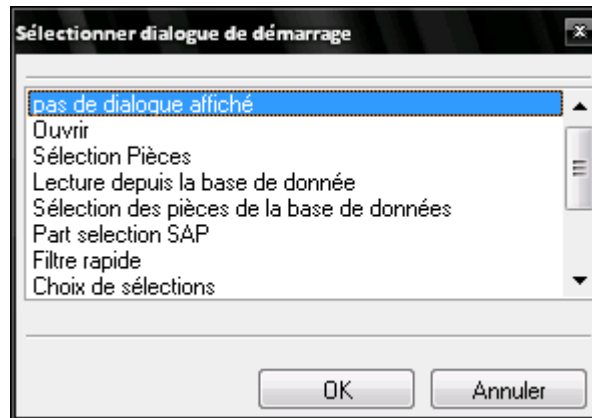 Sélectionner dialogue de démarrage
pas de dialogue affiché
Ouvrir
Sélection Pièces
Lecture depuis la base de donnée
Sélection des pièces de la base de données
Part selection SAP
Filtre rapide
Choix de sélections
OK
Annuler